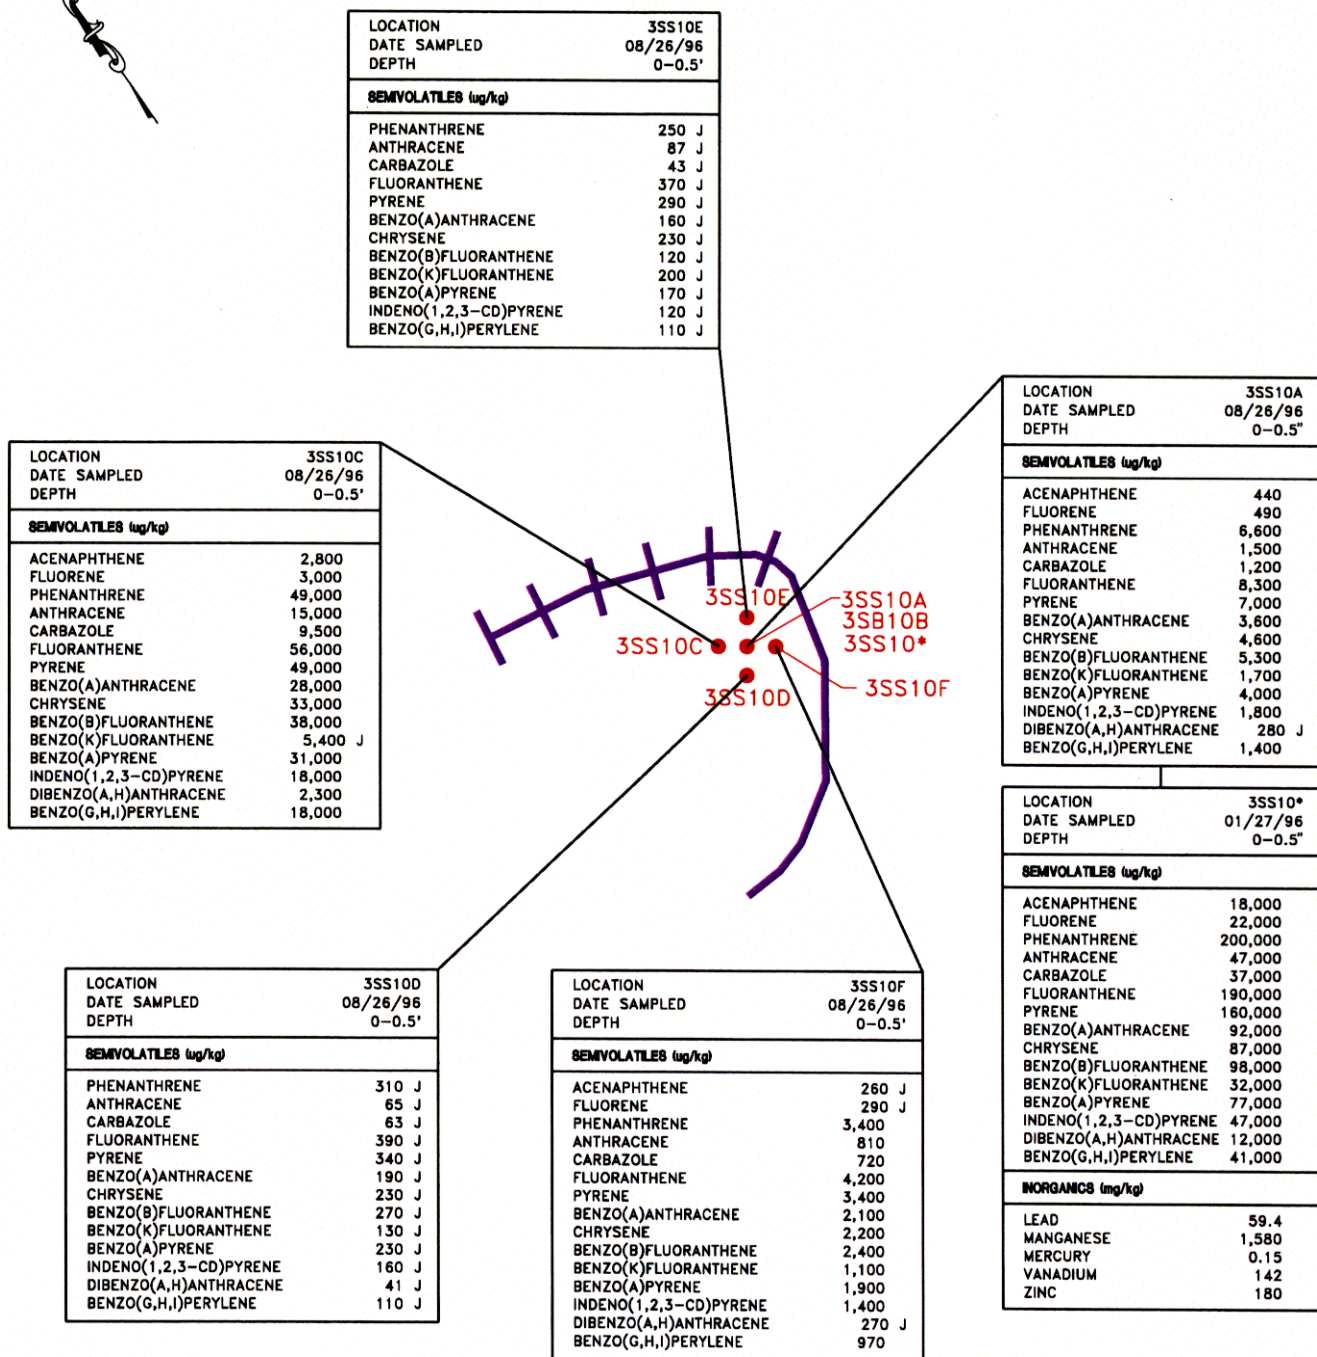 LOCATION 3SS10E
DATE SAMPLED 08/26/96
DEPTH 0-0.5'
SEMIVOLATILES (ug/kg)
PHENANTHRENE 250 J
ANTHRACENE 87 J
CARBAZOLE 43 J
FLUORANTHENE 370 J
PYRENE 290 J
BENZO(A)ANTHRACENE 160 J
CHRYSENE 230 J
BENZO(B)FLUORANTHENE 120 J
BENZO(K)FLUORANTHENE 200 J
BENZO(A)PYRENE 170 J
INDENO(1,2,3-CD)PYRENE 120 J
BENZO(G,H,I)PERYLENE 110 J
LOCATION 3SS10C
DATE SAMPLED 08/26/96
DEPTH 0-0.5'
SEMIVOLATILES (ug/kg)
ACENAPHTHENE 2,800
FLUORENE 3,000
PHENANTHRENE 49,000
ANTHRACENE 15,000
CARBAZOLE 9,500
FLUORANTHENE 56,000
PYRENE 49,000
BENZO(A)ANTHRACENE 28,000
CHRYSENE 33,000
BENZO(B)FLUORANTHENE 38,000
BENZO(K)FLUORANTHENE 5,400 J
BENZO(A)PYRENE 31,000
INDENO(1,2,3-CD)PYRENE 18,000
DIBENZO(A,H)ANTHRACENE 2,300
BENZO(G,H,I)PERYLENE 18,000
3SS10E
3SS10A
3SB10B
3SS10*
3SS10C
3SS10F
3SS10D
LOCATION 3SS10A
DATE SAMPLED 08/26/96
DEPTH 0-0.5"
SEMIVOLATILES (ug/kg)
ACENAPHTHENE 440
FLUORENE 490
PHENANTHRENE 6,600
ANTHRACENE 1,500
CARBAZOLE 1,200
FLUORANTHENE 8,300
PYRENE 7,000
BENZO(A)ANTHRACENE 3,600
CHRYSENE 4,600
BENZO(B)FLUORANTHENE 5,300
BENZO(K)FLUORANTHENE 1,700
BENZO(A)PYRENE 4,000
INDENO(1,2,3-CD)PYRENE 1,800
DIBENZO(A,H)ANTHRACENE 280 J
BENZO(G,H,I)PERYLENE 1,400
LOCATION 3SS10*
DATE SAMPLED 01/27/96
DEPTH 0-0.5"
SEMIVOLATILES (ug/kg)
ACENAPHTHENE 18,000
FLUORENE 22,000
PHENANTHRENE 200,000
ANTHRACENE 47,000
CARBAZOLE 37,000
FLUORANTHENE 190,000
PYRENE 160,000
BENZO(A)ANTHRACENE 92,000
CHRYSENE 87,000
BENZO(B)FLUORANTHENE 98,000
BENZO(K)FLUORANTHENE 32,000
BENZO(A)PYRENE 77,000
INDENO(1,2,3-CD)PYRENE 47,000
DIBENZO(A,H)ANTHRACENE 12,000
BENZO(G,H,I)PERYLENE 41,000
INORGANICS (mg/kg)
LEAD 59.4
MANGANESE 1,580
MERCURY 0.15
VANADIUM 142
ZINC 180
LOCATION 3SS10D
DATE SAMPLED 08/26/96
DEPTH 0-0.5'
SEMIVOLATILES (ug/kg)
PHENANTHRENE 310 J
ANTHRACENE 65 J
CARBAZOLE 63 J
FLUORANTHENE 390 J
PYRENE 340 J
BENZO(A)ANTHRACENE 190 J
CHRYSENE 230 J
BENZO(B)FLUORANTHENE 270 J
BENZO(K)FLUORANTHENE 130 J
BENZO(A)PYRENE 230 J
INDENO(1,2,3-CD)PYRENE 160 J
DIBENZO(A,H)ANTHRACENE 41 J
BENZO(G,H,I)PERYLENE 110 J
LOCATION 3SS10F
DATE SAMPLED 08/26/96
DEPTH 0-0.5'
SEMIVOLATILES (ug/kg)
ACENAPHTHENE 260 J
FLUORENE 290 J
PHENANTHRENE 3,400
ANTHRACENE 810
CARBAZOLE 720
FLUORANTHENE 4,200
PYRENE 3,400
BENZO(A)ANTHRACENE 2,100
CHRYSENE 2,200
BENZO(B)FLUORANTHENE 2,400
BENZO(K)FLUORANTHENE 1,100
BENZO(A)PYRENE 1,900
INDENO(1,2,3-CD)PYRENE 1,400
DIBENZO(A,H)ANTHRACENE 270 J
BENZO(G,H,I)PERYLENE 970